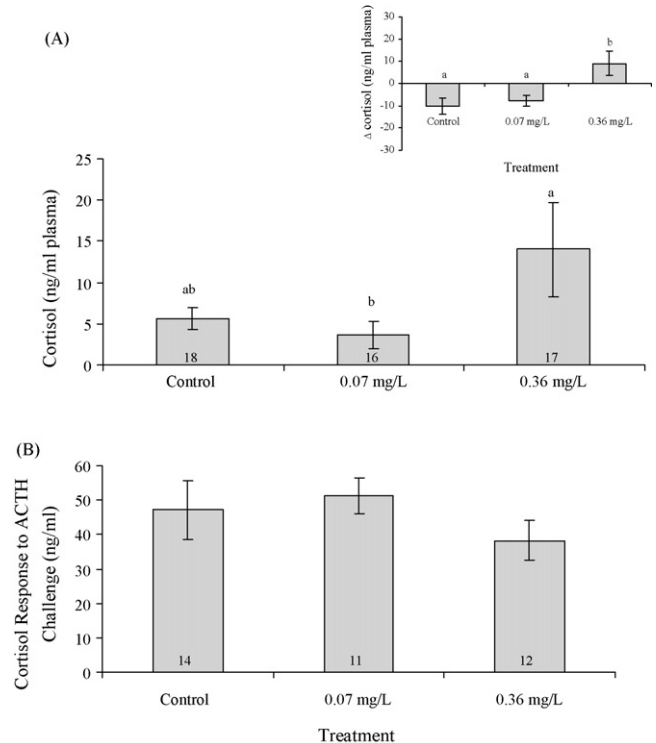 (A)
30
20
10
0
-10
-20
-30
Δ cortisol (ng/ml plasma)
a
a
b
Control
0.07 mg/L
0.36 mg/L
Treatment
25
20
15
10
5
0
Cortisol (ng/ml plasma)
ab
b
a
18
16
17
Control
0.07 mg/L
0.36 mg/L
(B)
60
50
40
30
20
10
0
Cortisol Response to ACTH
Challenge (ng/ml)
14
11
12
Control
0.07 mg/L
0.36 mg/L
Treatment